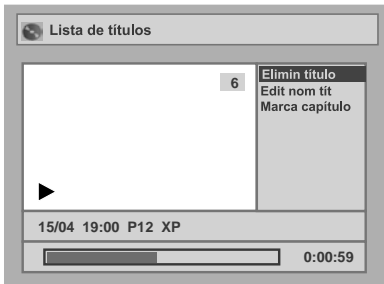 Lista de títulos
6
Elimin título
Edit nom tít
Marca capítulo
15/04 19:00 P12 XP
0:00:59